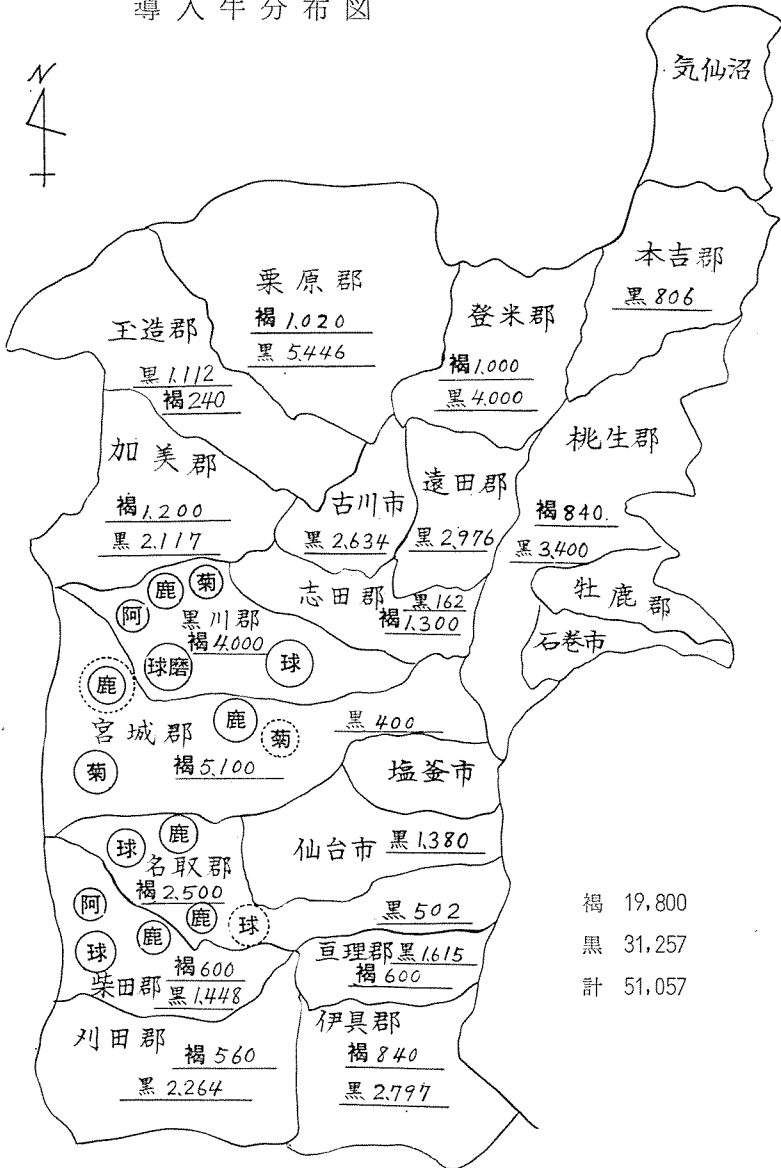 導入牛分布図
N
気仙沼
本吉郡
黒 806
栗原郡
褐 1.020
黒 5.446
登米郡
褐 1.000
黒 4.000
玉造郡
黒 1.112
褐 240
加美郡
褐 1.200
黒 2.117
古川市
黒 2.634
遠田郡
黒 2.976
桃生郡
褐 840.
黒 3.400
牡鹿郡
石巻市
志田郡
黒 162
褐 1.300
阿
鹿
菊
黒川郡
褐 4.000
球磨
球
鹿
宮城郡
鹿
菊
菊
褐 5.100
黒 400
塩釜市
仙台市 黒 1.380
球
鹿
名取郡
褐 2.500
鹿
球
黒 502
阿
球
鹿
柴田郡
褐 600
黒 1.448
亘理郡 黒 1.615
褐 600
刈田郡
褐 560
黒 2.264
伊具郡
褐 840
黒 2.797
褐 19,800
黒 31,257
計 51,057